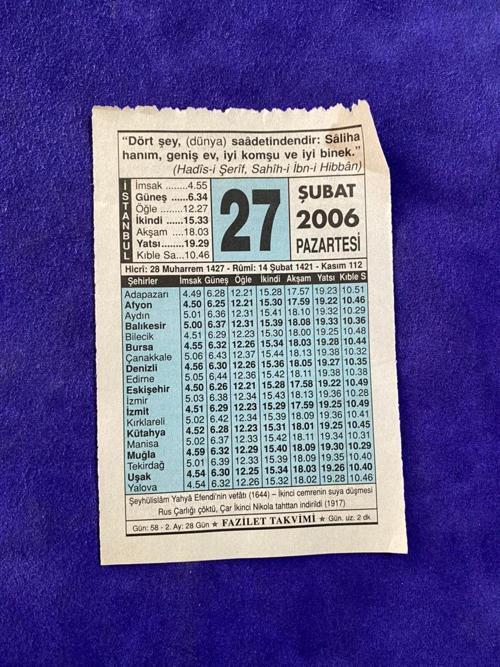 “Dört şey, (dünya) saâdetindendir: Sâliha
hanım, geniş ev, iyi komşu ve iyi binek.”
(Hadîs-i Şerîf, Sahîh-i İbn-i Hibbân)
İSTANBUL
İmsak ........4.55
Güneş ......6.34
Öğle ........12.27
İkindi ......15.33
Akşam ....18.03
Yatsı.......19.29
Kıble Sa...10.46
27
ŞUBAT
2006
PAZARTESİ
Hicri: 28 Muharrem 1427 - Rûmî: 14 Şubat 1421 - Kasım 112
Şehirler İmsak Güneş Öğle İkindi Akşam Yatsı Kıble S
Adapazarı 4.49 6.28 12.21 15.28 17.57 19.23 10.51
Afyon 4.50 6.25 12.21 15.30 17.59 19.22 10.46
Aydın 5.01 6.36 12.31 15.41 18.10 19.32 10.29
Balıkesir 5.00 6.37 12.31 15.39 18.08 19.33 10.36
Bilecik 4.51 6.29 12.23 15.30 18.00 19.25 10.48
Bursa 4.55 6.32 12.26 15.34 18.03 19.28 10.44
Çanakkale 5.06 6.43 12.37 15.44 18.13 19.38 10.32
Denizli 4.56 6.30 12.26 15.36 18.05 19.27 10.35
Edirne 5.05 6.44 12.36 15.42 18.11 19.38 10.38
Eskişehir 4.50 6.26 12.21 15.28 17.58 19.22 10.49
İzmir 5.03 6.38 12.34 15.43 18.13 19.36 10.28
İzmit 4.51 6.29 12.23 15.29 17.59 19.25 10.49
Kırklareli 5.02 6.42 12.34 15.39 18.09 19.36 10.41
Kütahya 4.52 6.28 12.23 15.31 18.01 19.25 10.45
Manisa 5.02 6.37 12.33 15.42 18.11 19.34 10.31
Muğla 4.59 6.32 12.29 15.40 18.09 19.30 10.29
Tekirdağ 5.01 6.39 12.33 15.39 18.09 19.35 10.40
Uşak 4.54 6.30 12.25 15.34 18.03 19.26 10.40
Yalova 4.54 6.32 12.26 15.32 18.02 19.28 10.46
Şeyhülislâm Yahyâ Efendi’nin vefâtı (1644) – İkinci cemrenin suya düşmesi
Rus Çarlığı çöktü, Çar İkinci Nikola tahttan indirildi (1917)
Gün: 58 - 2. Ay: 28 Gün ★ FAZİLET TAKVİMİ ★ Gün. uz. 2 dk